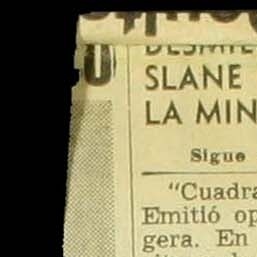 SLANE
LA MIN
Sigue
"Cuadra
Emitió op
gera. En